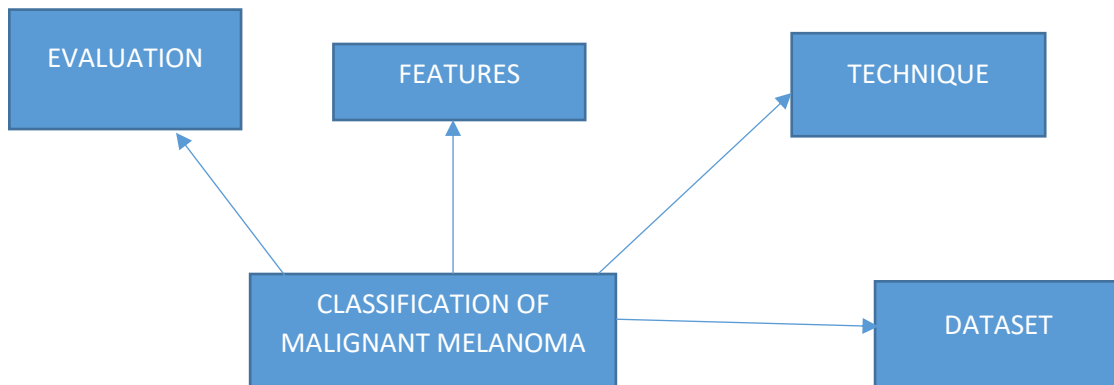 EVALUATION
FEATURES
TECHNIQUE
CLASSIFICATION OF
MALIGNANT MELANOMA
DATASET